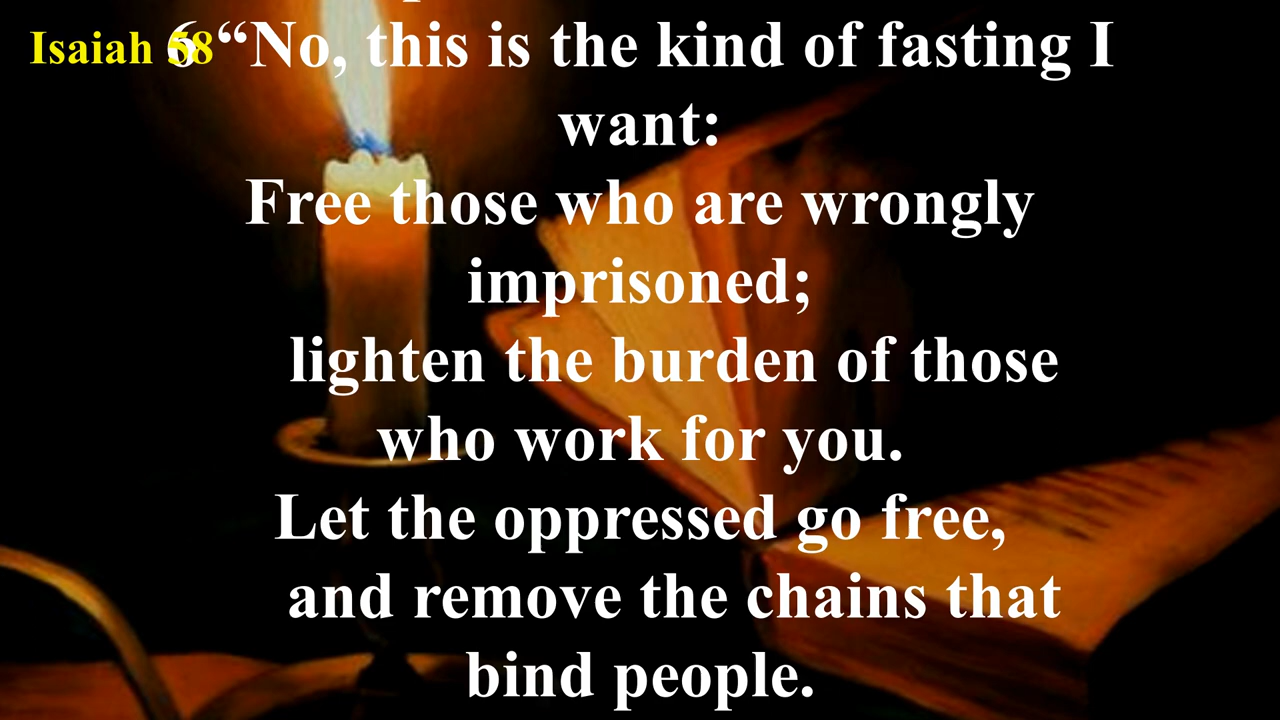 Isaiah 58
6 “No, this is the kind of fasting I
want:
Free those who are wrongly
imprisoned;
lighten the burden of those
who work for you.
Let the oppressed go free,
and remove the chains that
bind people.